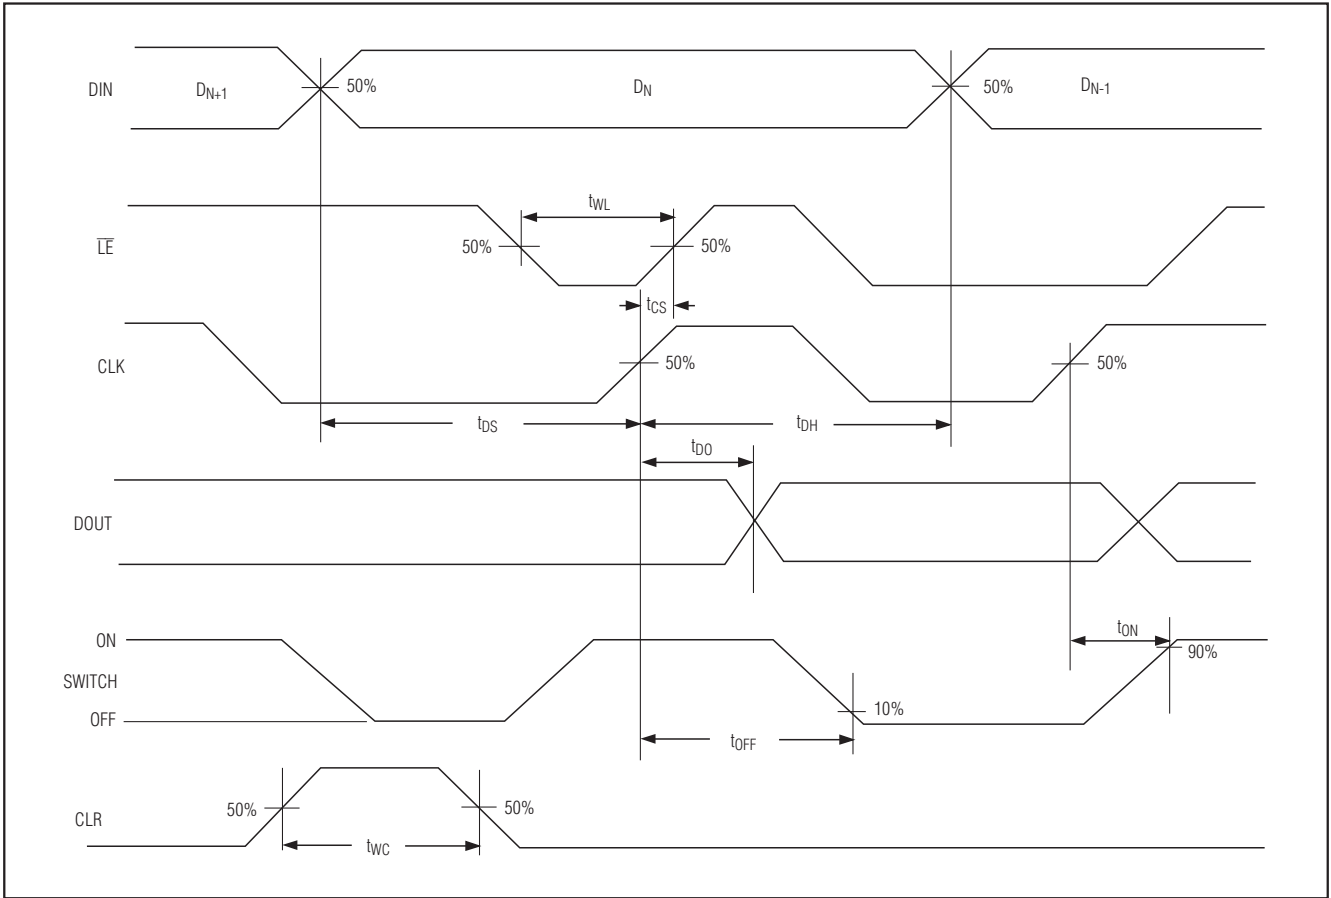 DIN
DN+1
50%
DN
50%
DN-1
tWL
LE
50%
50%
tCS
CLK
50%
50%
tDS
tDH
tDO
DOUT
ON
tON
90%
SWITCH
OFF
10%
tOFF
CLR
50%
50%
tWC